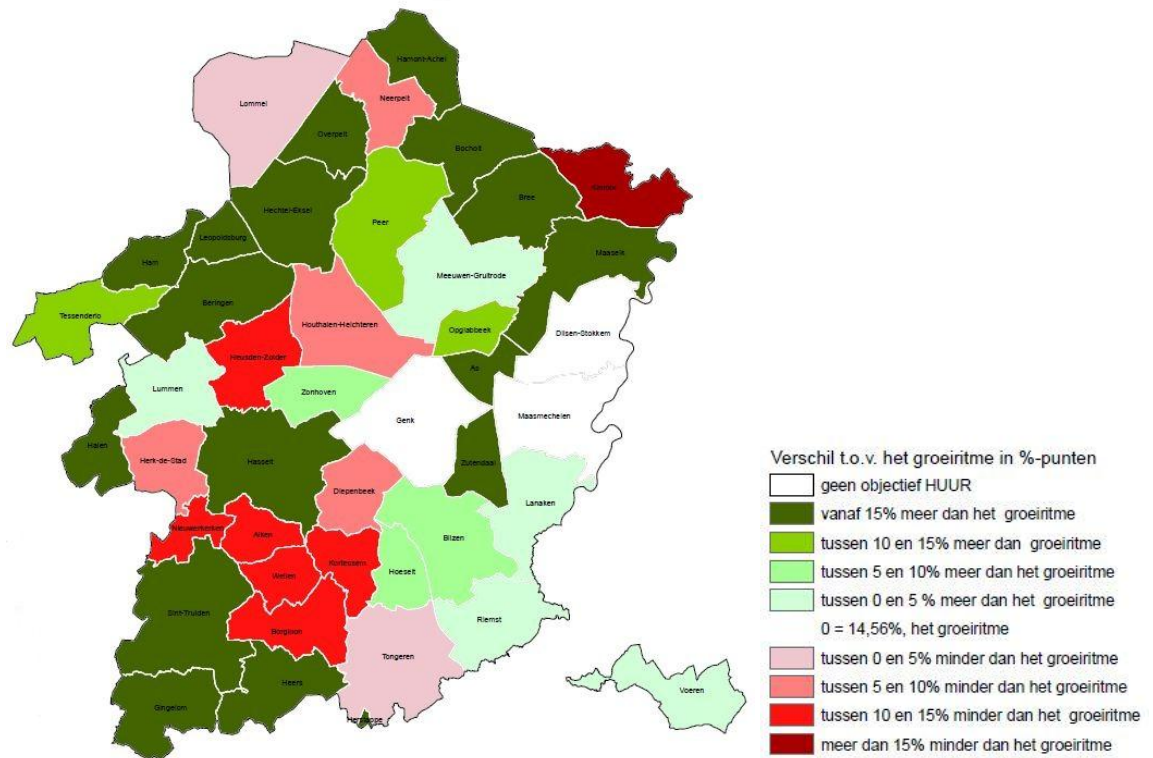 Hamont-Achel
Lommel
Neerpelt
Overpelt
Bocholt
Kinrooi
Bree
Peer
Hechtel-Eksel
Leopoldsburg
Maaseik
Ham
Meeuwen-Gruitrode
Beringen
Tessenderlo
Houthalen-Helchteren
Opglabbeek
Dilsen-Stokkem
Heusden-Zolder
As
Lummen
Zonhoven
Maasmechelen
Genk
Halen
Herk-de-Stad
Hasselt
Zutendaal
Diepenbeek
Lanaken
Nieuwerkerken
Alken
Bilzen
Kortessem
Hoeselt
Wellen
Sint-Truiden
Riemst
Borgloon
Tongeren
Heers
Voeren
Gingelom
Herstappe
Verschil t.o.v. het groeiritme in %-punten
geen objectief HUUR
vanaf 15% meer dan het groeiritme
tussen 10 en 15% meer dan groeiritme
tussen 5 en 10% meer dan het groeiritme
tussen 0 en 5 % meer dan het groeiritme
0 = 14,56%, het groeiritme
tussen 0 en 5% minder dan het groeiritme
tussen 5 en 10% minder dan het groeiritme
tussen 10 en 15% minder dan het groeiritme
meer dan 15% minder dan het groeiritme